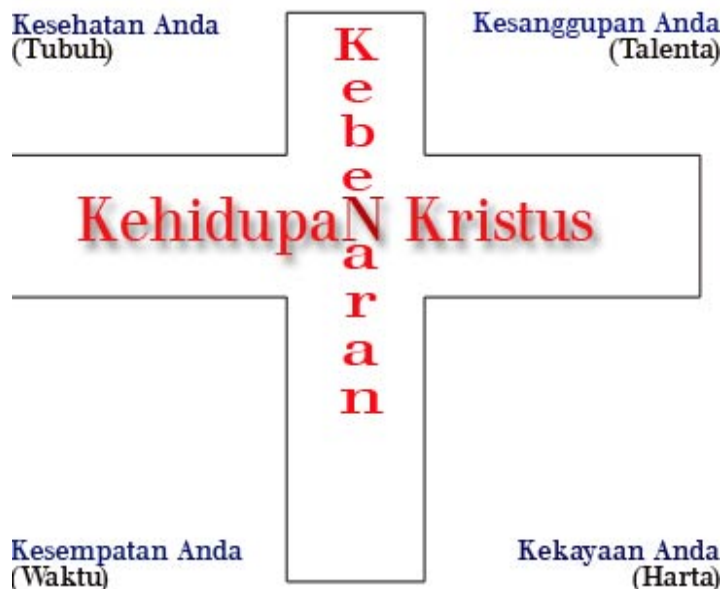 Kesehatan Anda
(Tubuh)
Kesanggupan Anda
(Talenta)
Kebenaran
KehidupaN Kristus
Kesempatan Anda
(Waktu)
Kekayaan Anda
(Harta)